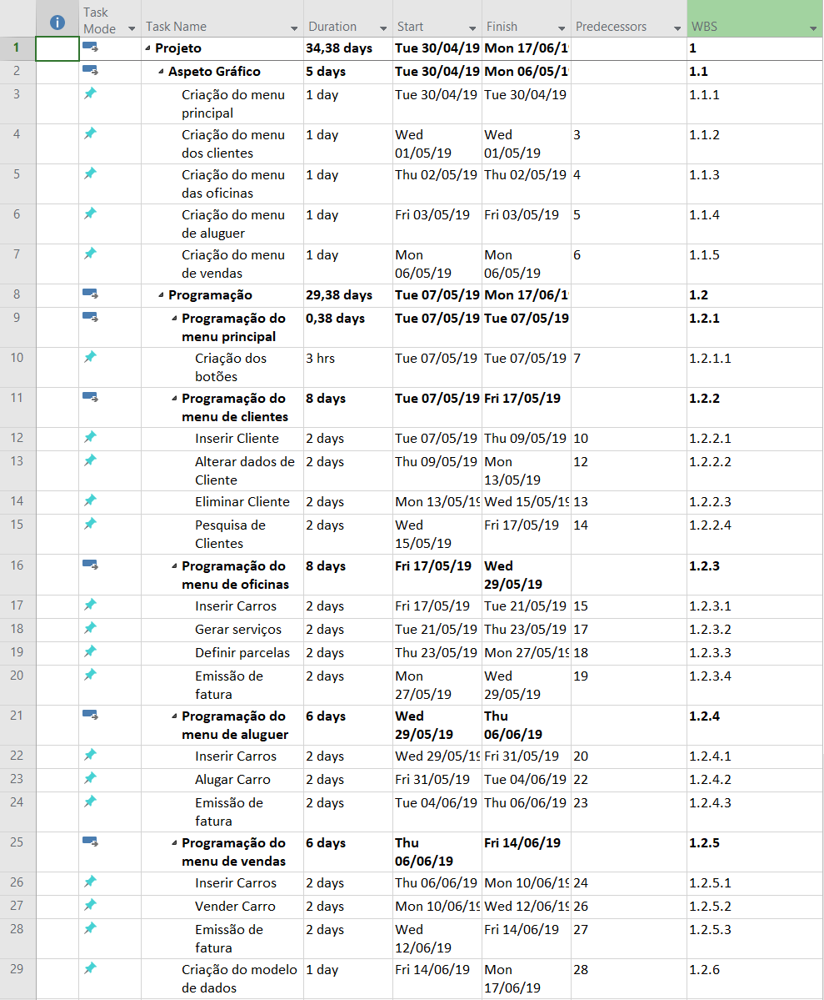 Task Mode Task Name Duration Start Finish Predecessors WBS
1 Projeto 34,38 days Tue 30/04/19 Mon 17/06/1 1
2 Aspeto Gráfico 5 days Tue 30/04/19 Mon 06/05/1 1.1
3 Criação do menu principal 1 day Tue 30/04/19 Tue 30/04/19 1.1.1
4 Criação do menu dos clientes 1 day Wed 01/05/19 Wed 01/05/19 3 1.1.2
5 Criação do menu das oficinas 1 day Thu 02/05/19 Thu 02/05/19 4 1.1.3
6 Criação do menu de aluguer 1 day Fri 03/05/19 Fri 03/05/19 5 1.1.4
7 Criação do menu de vendas 1 day Mon 06/05/19 Mon 06/05/19 6 1.1.5
8 Programação 29,38 days Tue 07/05/19 Mon 17/06/1 1.2
9 Programação do menu principal 0,38 days Tue 07/05/19 Tue 07/05/19 1.2.1
10 Criação dos botões 3 hrs Tue 07/05/19 Tue 07/05/19 7 1.2.1.1
11 Programação do menu de clientes 8 days Tue 07/05/19 Fri 17/05/19 1.2.2
12 Inserir Cliente 2 days Tue 07/05/19 Thu 09/05/19 10 1.2.2.1
13 Alterar dados de Cliente 2 days Thu 09/05/19 Mon 13/05/19 12 1.2.2.2
14 Eliminar Cliente 2 days Mon 13/05/19 Wed 15/05/19 13 1.2.2.3
15 Pesquisa de Clientes 2 days Wed 15/05/19 Fri 17/05/19 14 1.2.2.4
16 Programação do menu de oficinas 8 days Fri 17/05/19 Wed 29/05/19 1.2.3
17 Inserir Carros 2 days Fri 17/05/19 Tue 21/05/19 15 1.2.3.1
18 Gerar serviços 2 days Tue 21/05/19 Thu 23/05/19 17 1.2.3.2
19 Definir parcelas 2 days Thu 23/05/19 Mon 27/05/19 18 1.2.3.3
20 Emissão de fatura 2 days Mon 27/05/19 Wed 29/05/19 19 1.2.3.4
21 Programação do menu de aluguer 6 days Wed 29/05/19 Thu 06/06/19 1.2.4
22 Inserir Carros 2 days Wed 29/05/19 Fri 31/05/19 20 1.2.4.1
23 Alugar Carro 2 days Fri 31/05/19 Tue 04/06/19 22 1.2.4.2
24 Emissão de fatura 2 days Tue 04/06/19 Thu 06/06/19 23 1.2.4.3
25 Programação do menu de vendas 6 days Thu 06/06/19 Fri 14/06/19 1.2.5
26 Inserir Carros 2 days Thu 06/06/19 Mon 10/06/19 24 1.2.5.1
27 Vender Carro 2 days Mon 10/06/19 Wed 12/06/19 26 1.2.5.2
28 Emissão de fatura 2 days Wed 12/06/19 Fri 14/06/19 27 1.2.5.3
29 Criação do modelo de dados 1 day Fri 14/06/19 Mon 17/06/19 28 1.2.6